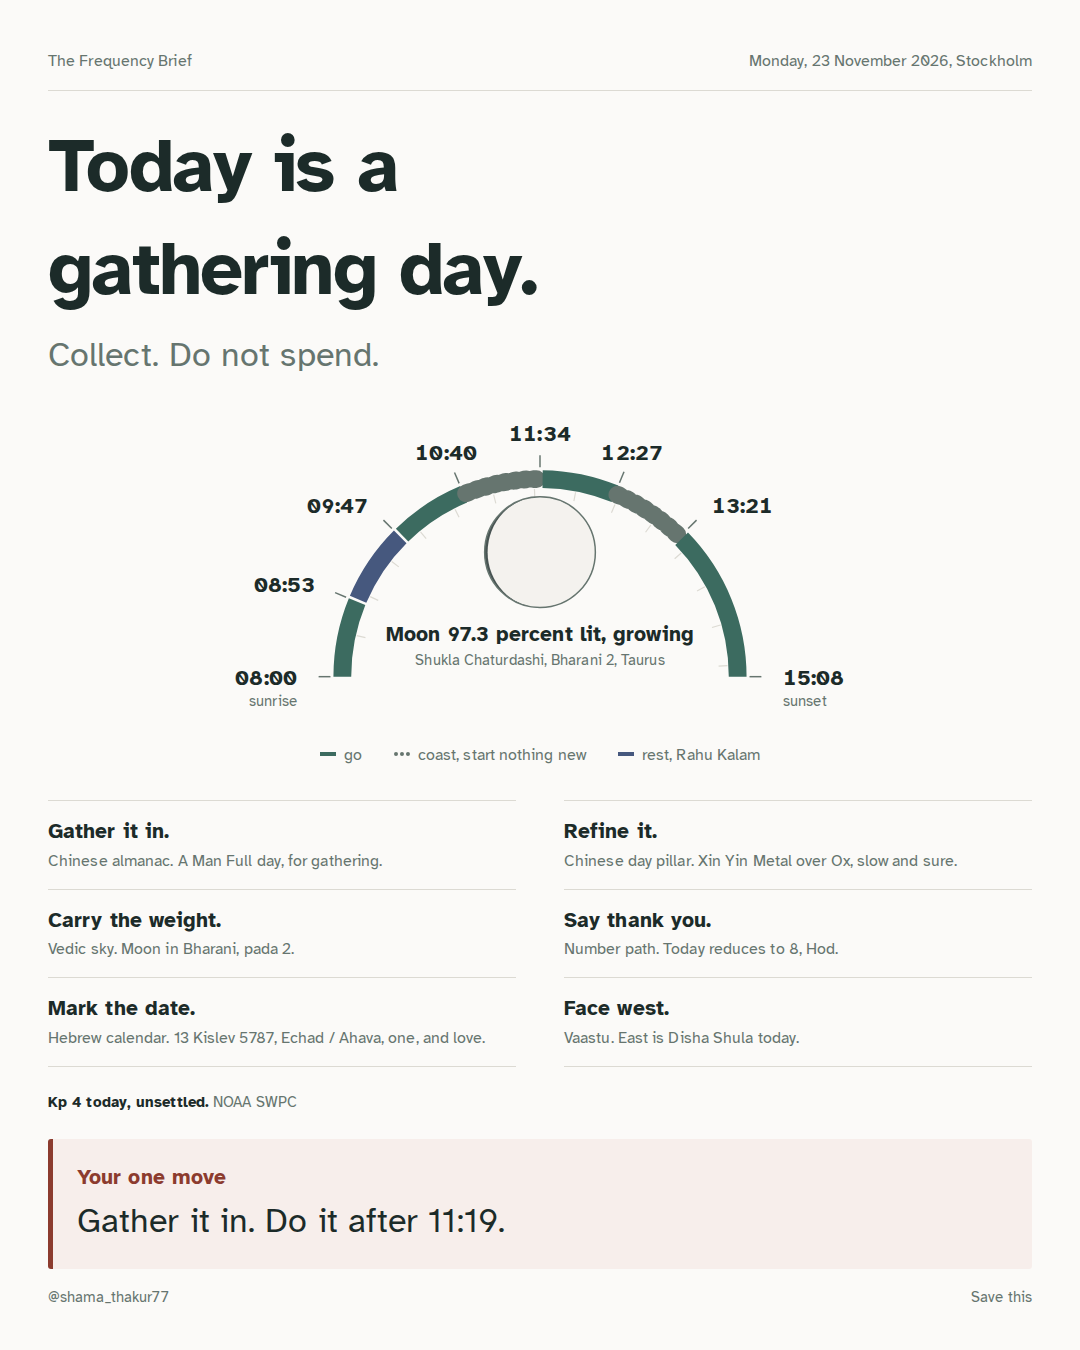 The Frequency Brief
Monday, 23 November 2026, Stockholm
Today is a
gathering day.
Collect. Do not spend.
11:34
10:40
12:27
09:47
13:21
08:53
Moon 97.3 percent lit, growing
Shukla Chaturdashi, Bharani 2, Taurus
08:00
sunrise
15:08
sunset
go
coast, start nothing new
rest, Rahu Kalam
Gather it in.
Chinese almanac. A Man Full day, for gathering.
Refine it.
Chinese day pillar. Xin Yin Metal over Ox, slow and sure.
Carry the weight.
Vedic sky. Moon in Bharani, pada 2.
Say thank you.
Number path. Today reduces to 8, Hod.
Mark the date.
Hebrew calendar. 13 Kislev 5787, Echad / Ahava, one, and love.
Face west.
Vaastu. East is Disha Shula today.
Kp 4 today, unsettled. NOAA SWPC
Your one move
Gather it in. Do it after 11:19.
@shama_thakur77
Save this